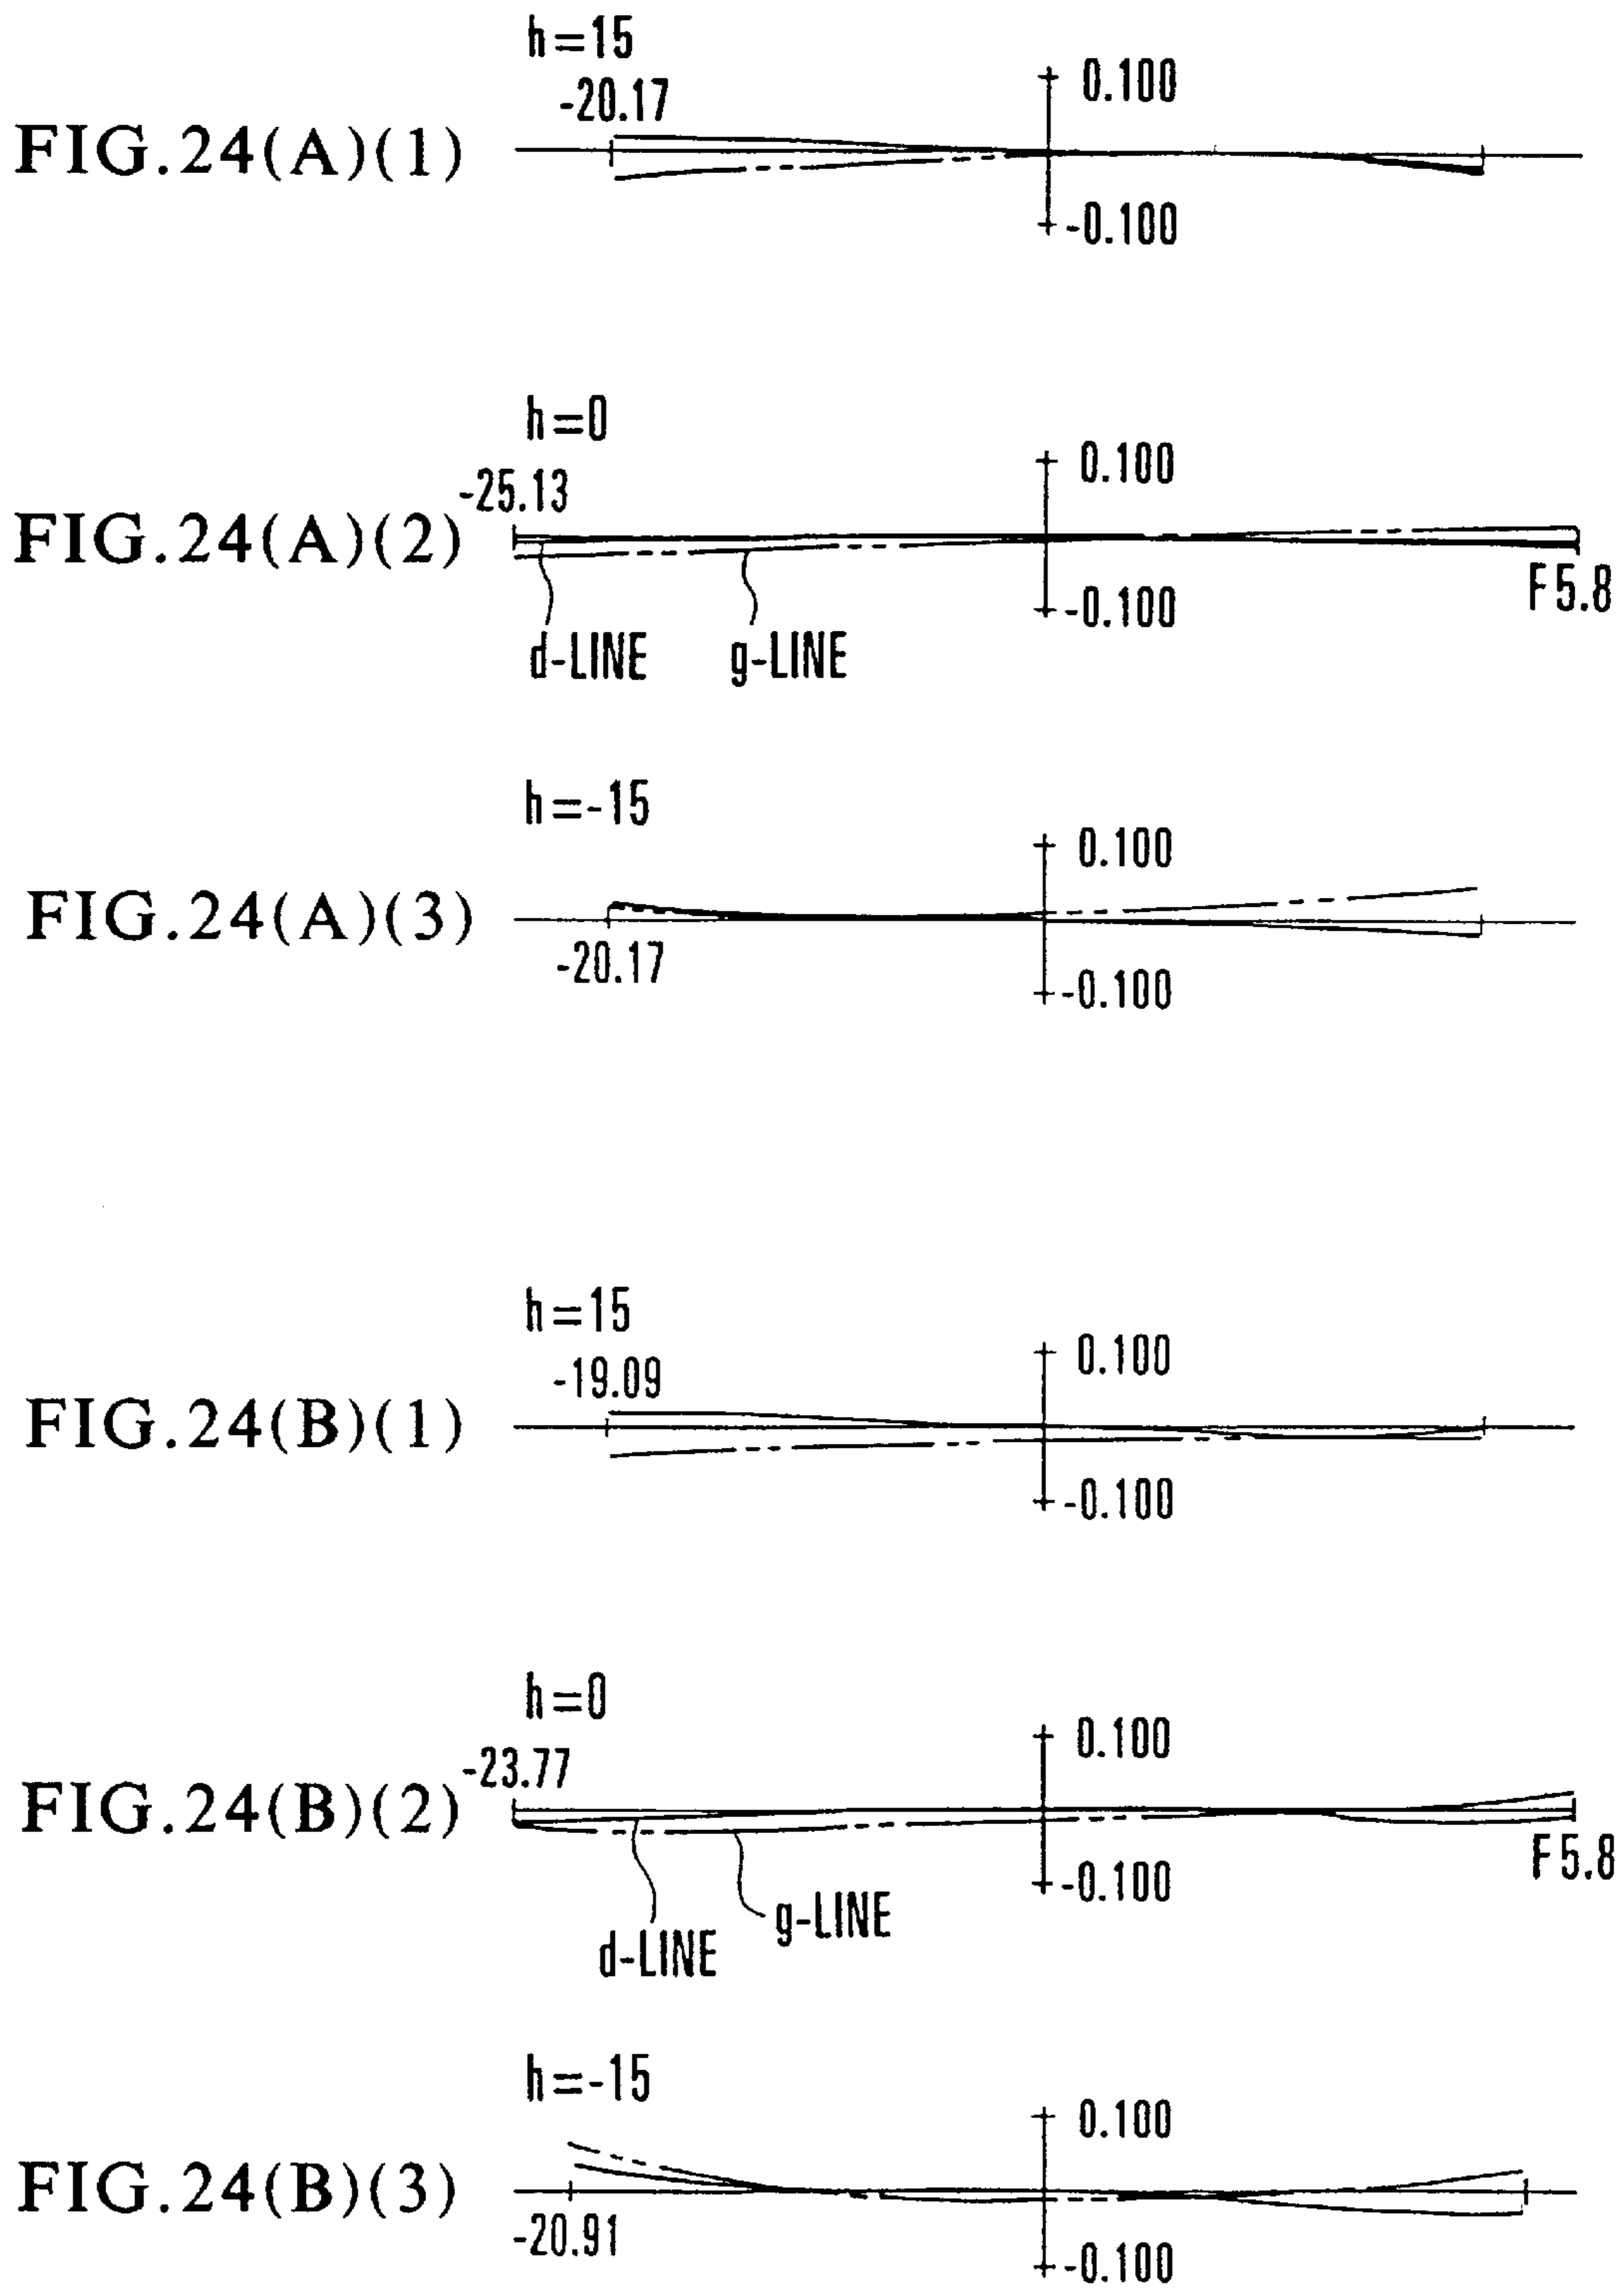 h=15
-20.17
0.100
FIG.24(A)(1)
-0.100
h=0
-25.13
0.100
FIG.24(A)(2)
-0.100
F5.8
d-LINE
g-LINE
h=-15
0.100
FIG.24(A)(3)
-20.17
-0.100
h=15
-19.09
0.100
FIG.24(B)(1)
-0.100
h=0
-23.77
0.100
FIG.24(B)(2)
F5.8
-0.100
g-LINE
d-LINE
h=-15
0.100
FIG.24(B)(3)
-20.91
-0.100